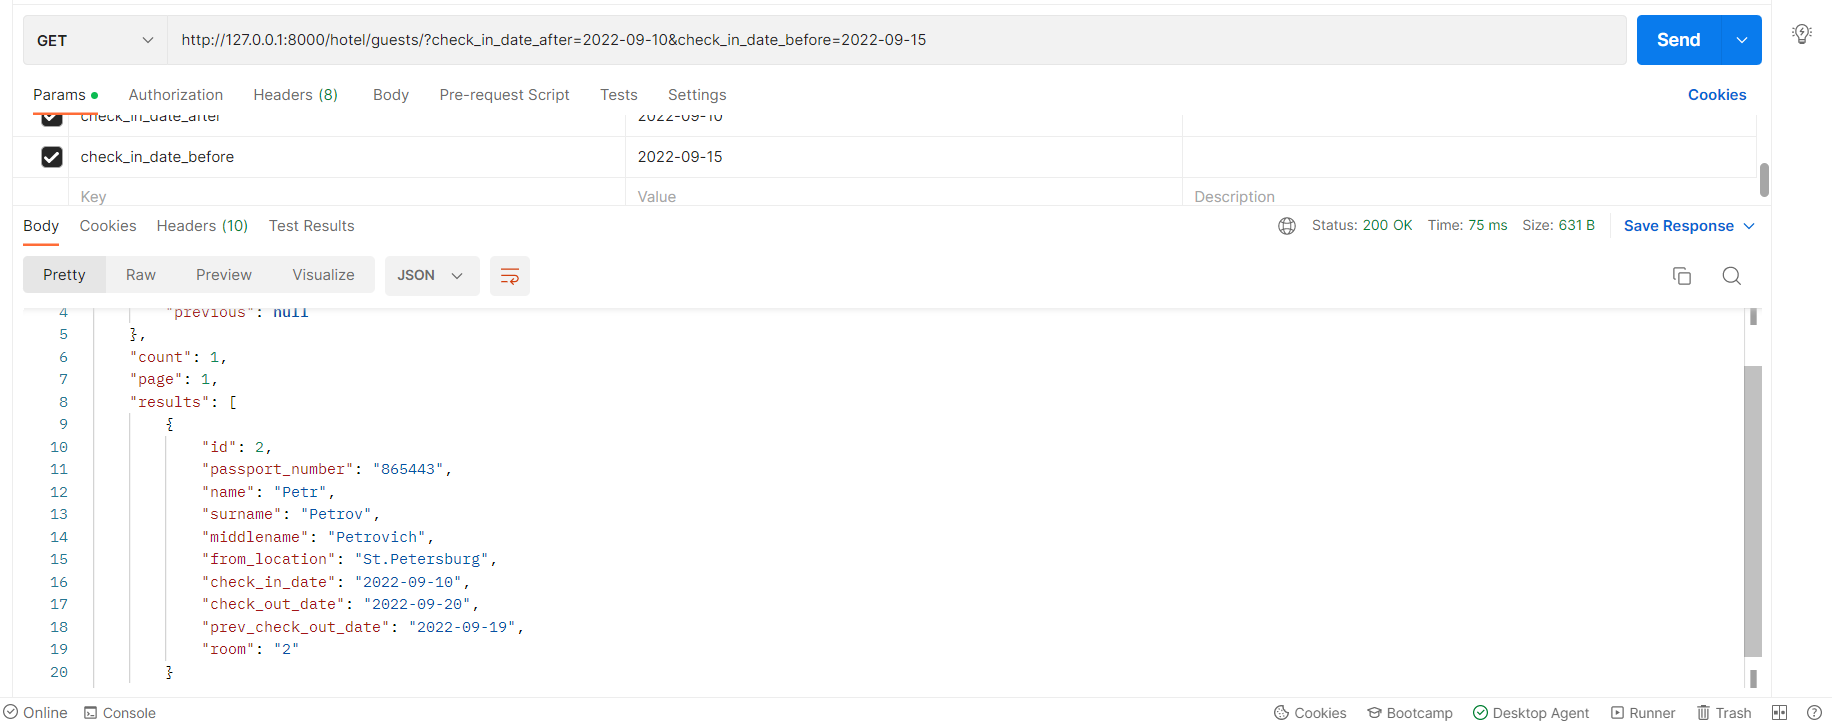 GET http://127.0.0.1:8000/hotel/guests/?check_in_date_after=2022-09-10&check_in_date_before=2022-09-15 Send
Params Authorization Headers (8) Body Pre-request Script Tests Settings Cookies
check_in_date_after 2022-09-10
check_in_date_before 2022-09-15
Key Value Description
Body Cookies Headers (10) Test Results Status: 200 OK Time: 75 ms Size: 631 B Save Response
Pretty Raw Preview Visualize JSON
4 "previous": null
5 },
6 "count": 1,
7 "page": 1,
8 "results": [
9 {
10 "id": 2,
11 "passport_number": "865443",
12 "name": "Petr",
13 "surname": "Petrov",
14 "middlename": "Petrovich",
15 "from_location": "St.Petersburg",
16 "check_in_date": "2022-09-10",
17 "check_out_date": "2022-09-20",
18 "prev_check_out_date": "2022-09-19",
19 "room": "2"
20 }
Online Console Cookies Bootcamp Desktop Agent Runner Trash